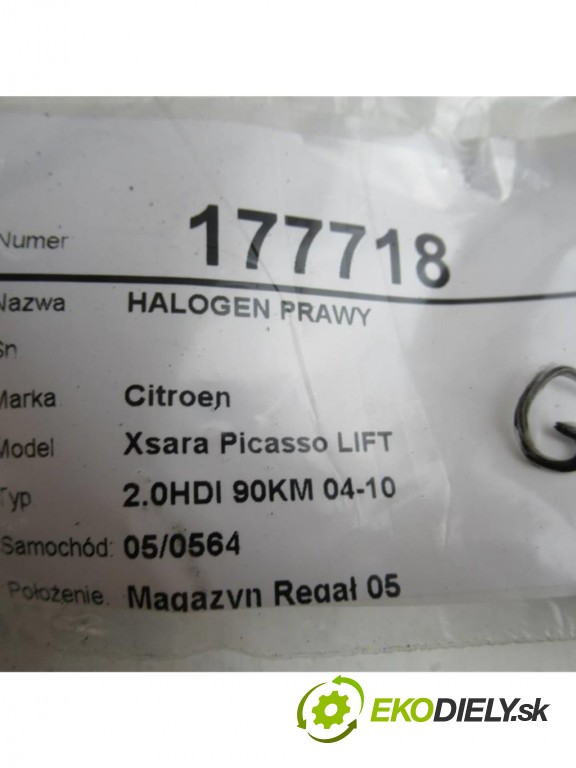 Numer 177718
Nazwa HALOGEN PRAWY
Sn
Marka Citroen
Model Xsara Picasso LIFT
Typ 2.0HDI 90KM 04-10
Samochód: 05/0564
Położenie. Magazyn Regał 05
EKODIELY.sk